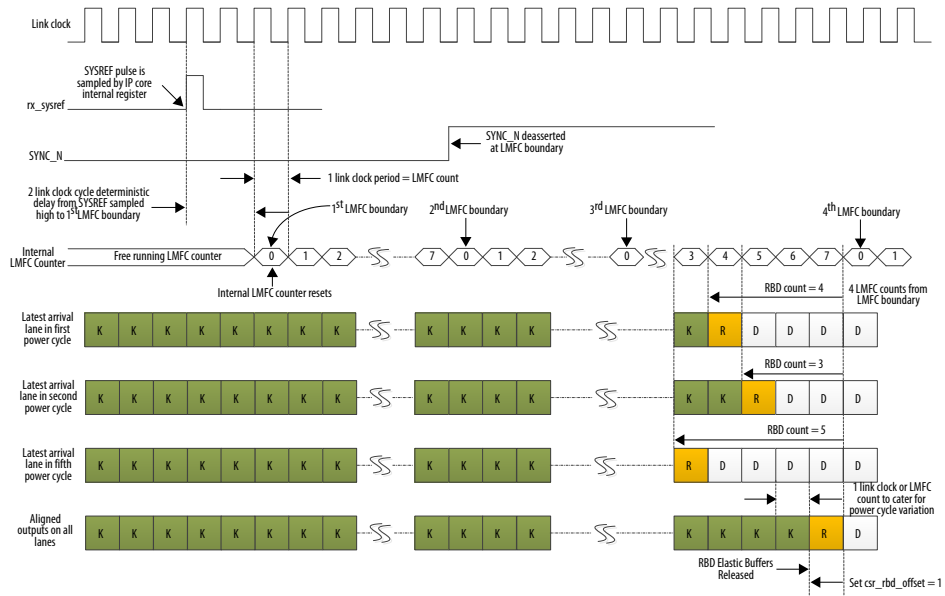 Link clock
SYSREF pulse is
sampled by IP core
internal register
rx_sysref
SYNC_N deasserted
at LMFC boundary
SYNC_N
1 link clock period = LMFC count
2 link clock cycle deterministic
delay from SYSREF sampled
high to 1st LMFC boundary
1st LMFC boundary
2nd LMFC boundary
3rd LMFC boundary
4th LMFC boundary
Internal
LMFC Counter
Free running LMFC counter
0 1 2 7 0 1 2 0 3 4 5 6 7 0 1
Internal LMFC counter resets
RBD count = 4
4 LMFC counts from
LMFC boundary
Latest arrival
lane in first
power cycle
K K K K K K K K K K K K K R D D D D
RBD count = 3
Latest arrival
lane in second
power cycle
K K K K K K K K K K K K K K R D D D
RBD count = 5
Latest arrival
lane in fifth
power cycle
K K K K K K K K K K K K R D D D D D
1 link clock or LMFC
count to cater for
power cycle variation
Aligned
outputs on all
lanes
K K K K K K K K K K K K K K K K R D
RBD Elastic Buffers
Released
Set csr_rbd_offset = 1